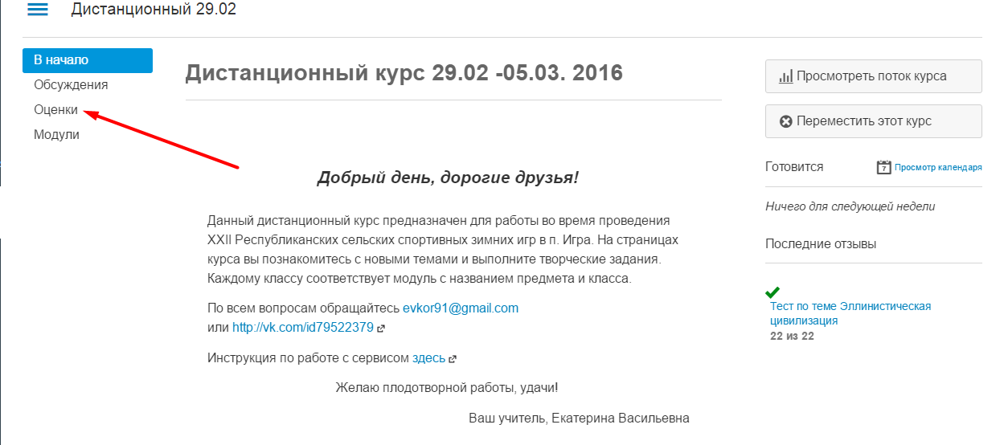 Дистанционный 29.02
В начало
Обсуждения
Оценки
Модули
Дистанционный курс 29.02 -05.03. 2016
Добрый день, дорогие друзья!
Данный дистанционный курс предназначен для работы во время проведения
XXII Республиканских сельских спортивных зимних игр в п. Игра. На страницах
курса вы познакомитесь с новыми темами и выполните творческие задания.
Каждому классу соответствует модуль с названием предмета и класса.
По всем вопросам обращайтесь evkor91@gmail.com
или http://vk.com/id79522379
Инструкция по работе с сервисом здесь
Желаю плодотворной работы, удачи!
Ваш учитель, Екатерина Васильевна
Просмотреть поток курса
Переместить этот курс
Готовится
7 Просмотр календаря
Ничего для следующей недели
Последние отзывы
Тест по теме Эллинистическая
цивилизация
22 из 22